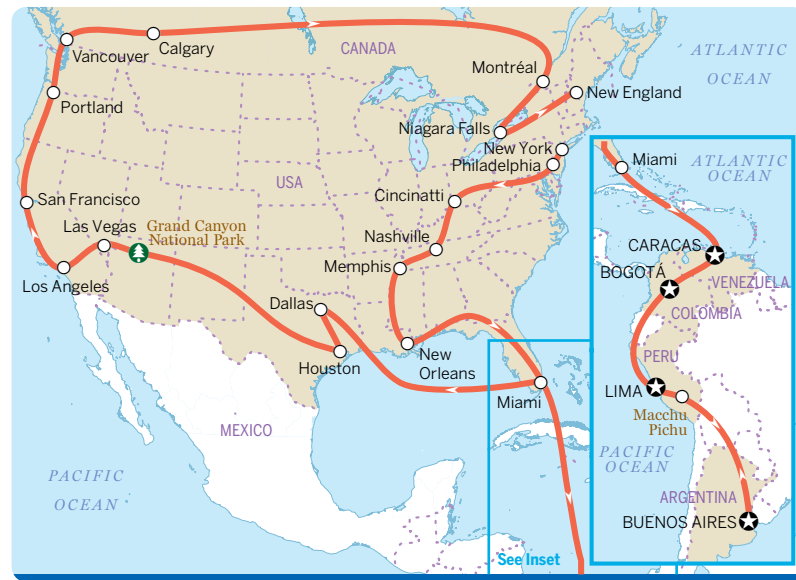 Vancouver
Calgary
CANADA
ATLANTIC
OCEAN
Montréal
Portland
New England
Niagara Falls
New York
Philadelphia
USA
Cincinatti
San Francisco
Las Vegas
Grand Canyon
National Park
Nashville
Memphis
Los Angeles
Dallas
Houston
New
Orleans
Miami
MEXICO
PACIFIC
OCEAN
See Inset
Miami
ATLANTIC
OCEAN
CARACAS
BOGOTÁ
VENEZUELA
COLOMBIA
PERU
LIMA
Macchu
Pichu
PACIFIC
OCEAN
ARGENTINA
BUENOS AIRES